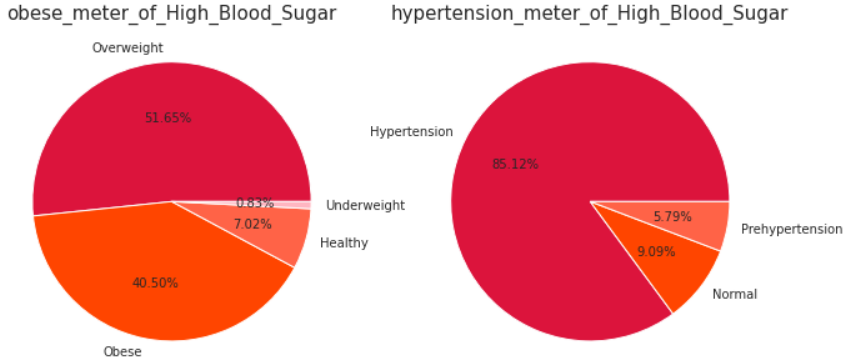 obese_meter_of_High_Blood_Sugar
Overweight
51.65%
0.83%
Underweight
7.02%
Healthy
40.50%
Obese
hypertension_meter_of_High_Blood_Sugar
Hypertension
85.12%
5.79%
Prehypertension
9.09%
Normal